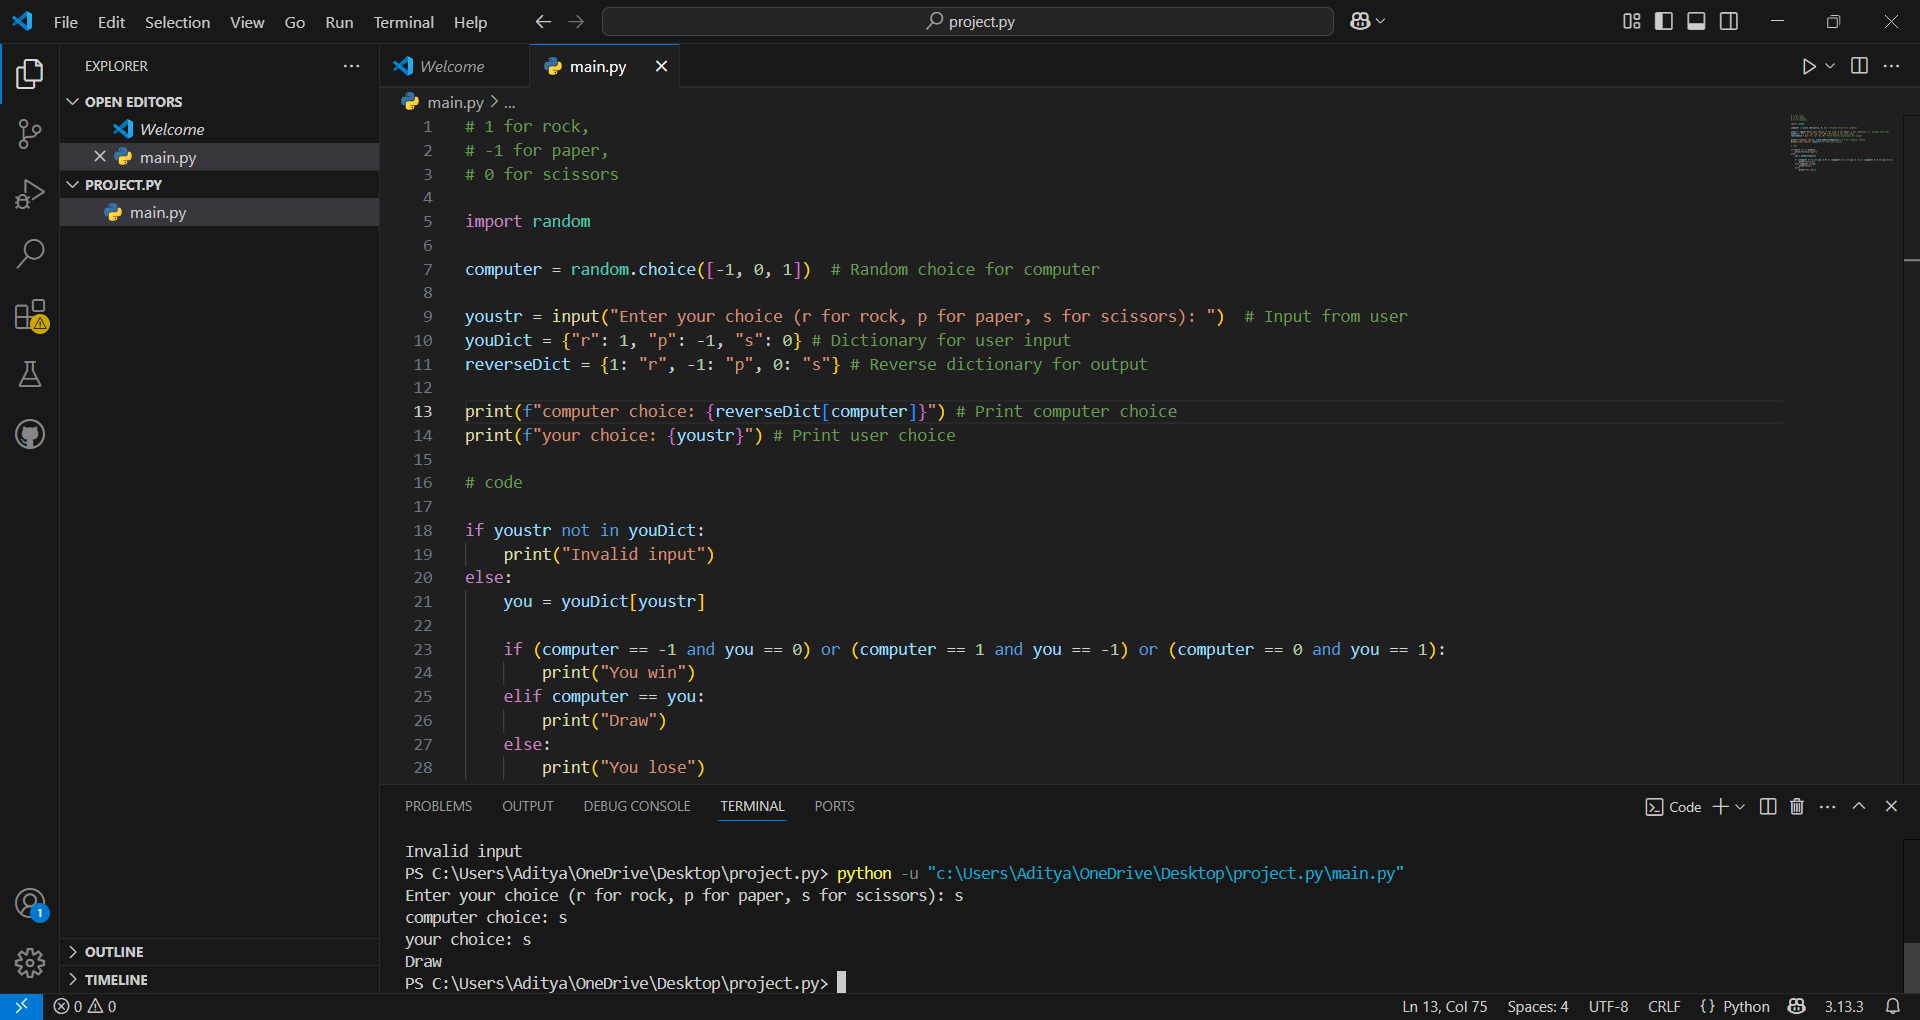 File Edit Selection View Go Run Terminal Help
project.py
EXPLORER
OPEN EDITORS
Welcome
main.py
PROJECT.PY
main.py
OUTLINE
TIMELINE
Welcome
main.py
main.py > ...
1 # 1 for rock,
2 # -1 for paper,
3 # 0 for scissors
4
5 import random
6
7 computer = random.choice([-1, 0, 1])  # Random choice for computer
8
9 youstr = input("Enter your choice (r for rock, p for paper, s for scissors): ")  # Input from user
10 youDict = {"r": 1, "p": -1, "s": 0} # Dictionary for user input
11 reverseDict = {1: "r", -1: "p", 0: "s"} # Reverse dictionary for output
12
13 print(f"computer choice: {reverseDict[computer]}") # Print computer choice
14 print(f"your choice: {youstr}") # Print user choice
15
16 # code
17
18 if youstr not in youDict:
19     print("Invalid input")
20 else:
21     you = youDict[youstr]
22
23     if (computer == -1 and you == 0) or (computer == 1 and you == -1) or (computer == 0 and you == 1):
24         print("You win")
25     elif computer == you:
26         print("Draw")
27     else:
28         print("You lose")
PROBLEMS OUTPUT DEBUG CONSOLE TERMINAL PORTS
Code
Invalid input
PS C:\Users\Aditya\OneDrive\Desktop\project.py> python -u "c:\Users\Aditya\OneDrive\Desktop\project.py\main.py"
Enter your choice (r for rock, p for paper, s for scissors): s
computer choice: s
your choice: s
Draw
PS C:\Users\Aditya\OneDrive\Desktop\project.py>
1
0 0
Ln 13, Col 75 Spaces: 4 UTF-8 CRLF {} Python 3.13.3